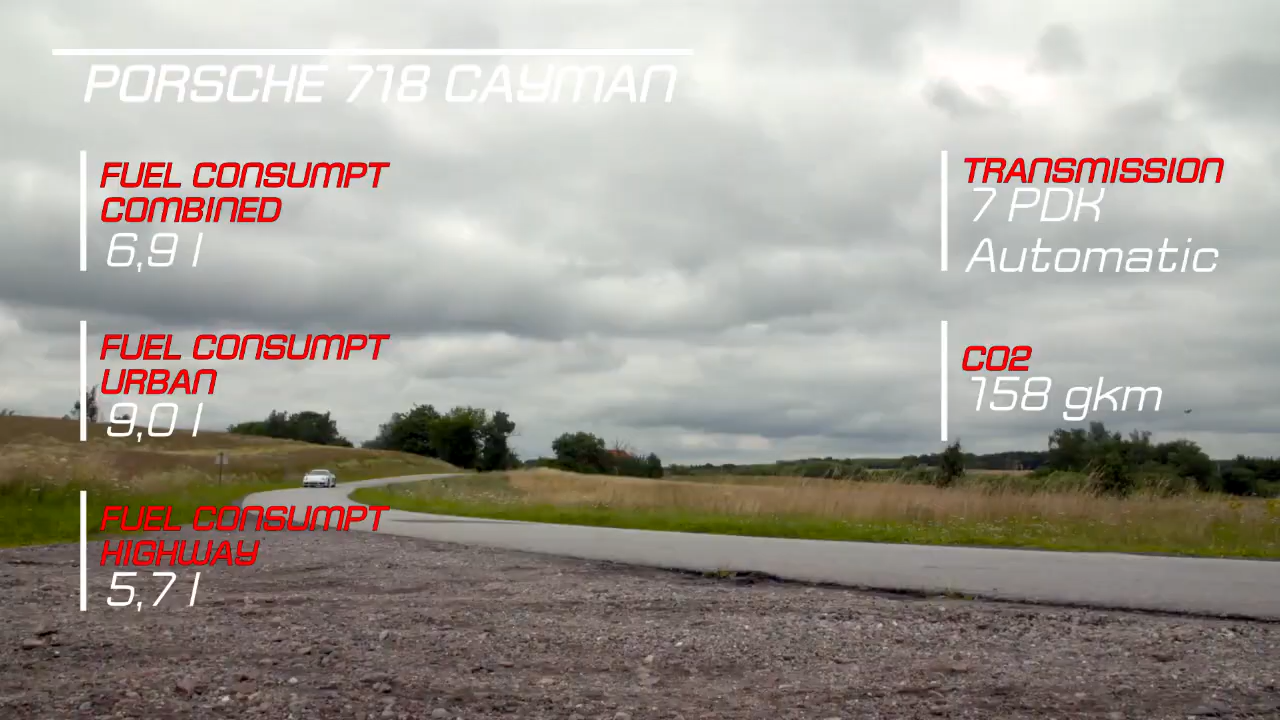 PORSCHE 718 CAYMAN
FUEL CONSUMPT
COMBINED
6,9 l
FUEL CONSUMPT
URBAN
9,0 l
FUEL CONSUMPT
HIGHWAY
5,7 l
TRANSMISSION
7 PDK
Automatic
CO2
158 gkm